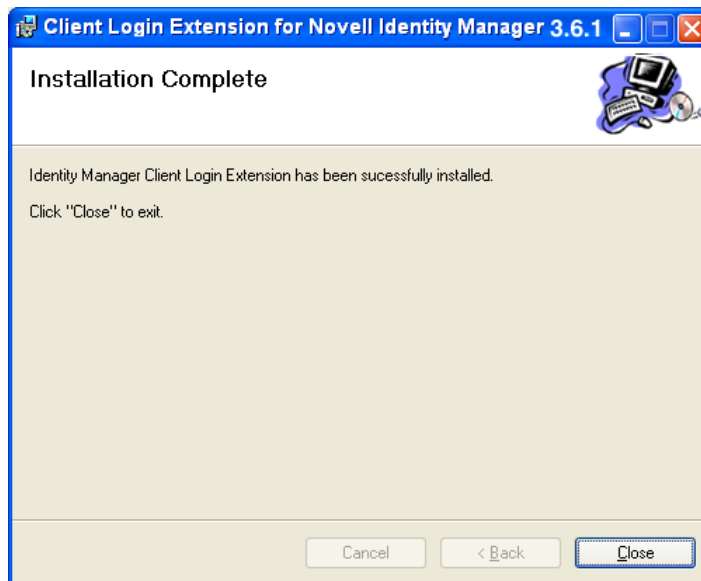 Client Login Extension for Novell Identity Manager 3.6.1
Installation Complete
Identity Manager Client Login Extension has been sucessfully installed.
Click "Close" to exit.
Cancel
< Back
Close